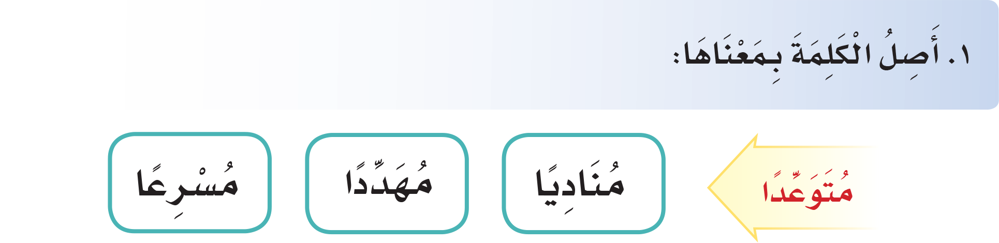 ١. أَصِلُ الْكَلِمَةَ بِمَعْنَاهَا:
مُتَوَعِّدًا مُنَادِيًا مُهَدِّدًا مُسْرِعًا